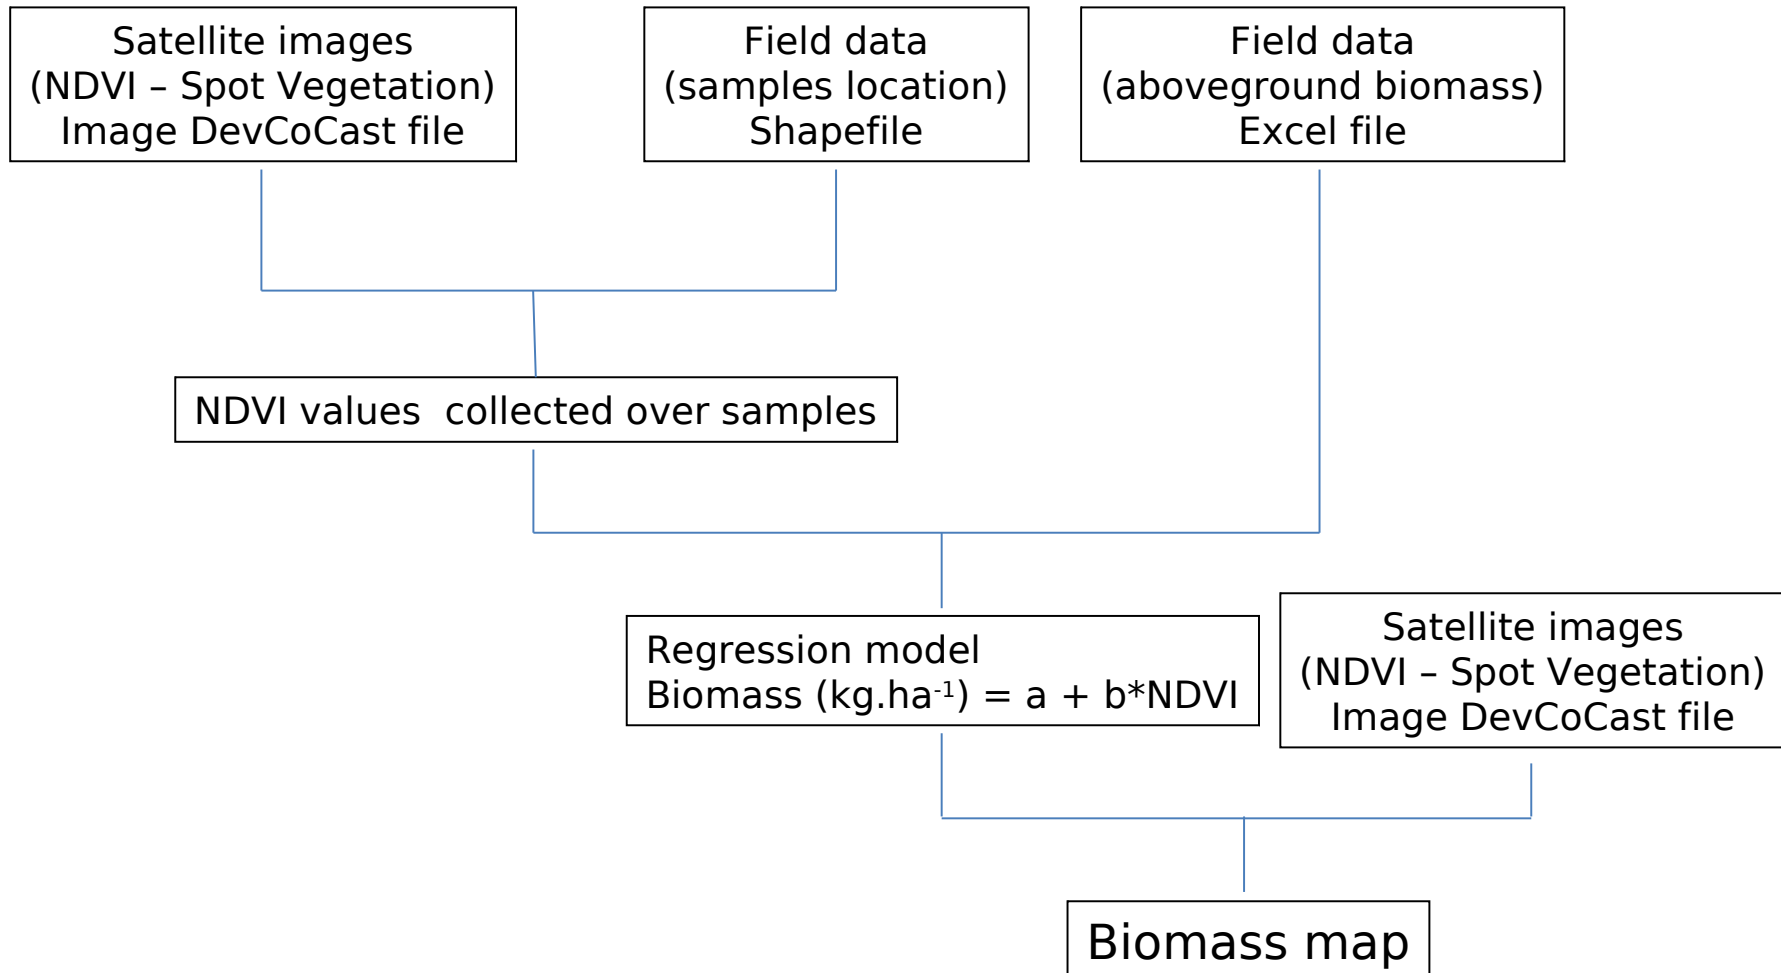 Satellite images
(NDVI – Spot Vegetation)
Image DevCoCast file
Field data
(samples location)
Shapefile
Field data
(aboveground biomass)
Excel file
NDVI values  collected over samples
Regression model
Biomass (kg.ha⁻¹) = a + b*NDVI
Satellite images
(NDVI – Spot Vegetation)
Image DevCoCast file
Biomass map